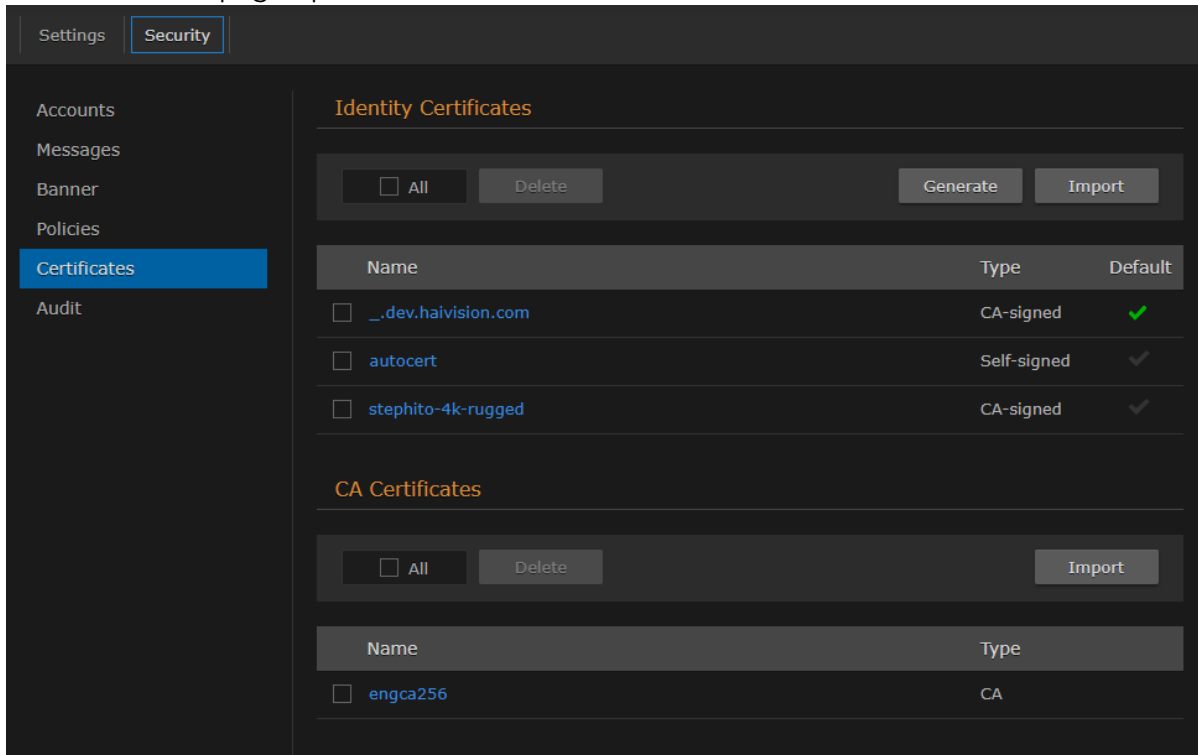 Settings Security
Accounts
Messages
Banner
Policies
Certificates
Audit
Identity Certificates
All Delete Generate Import
Name Type Default
_.dev.haivision.com CA-signed
autocert Self-signed
stephito-4k-rugged CA-signed
CA Certificates
All Delete Import
Name Type
engca256 CA